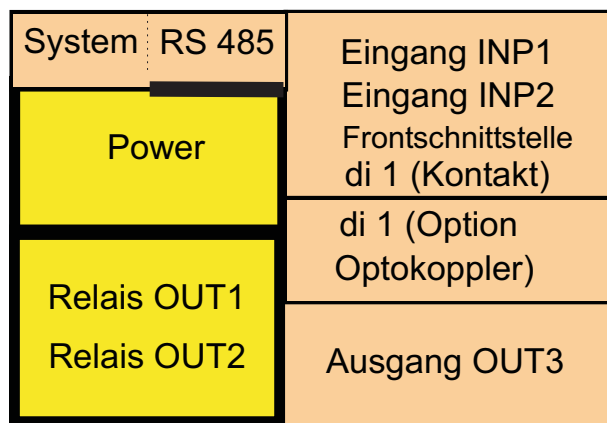 System RS 485
Power
Relais OUT1
Relais OUT2
Eingang INP1
Eingang INP2
Frontschnittstelle
di 1 (Kontakt)
di 1 (Option
Optokoppler)
Ausgang OUT3